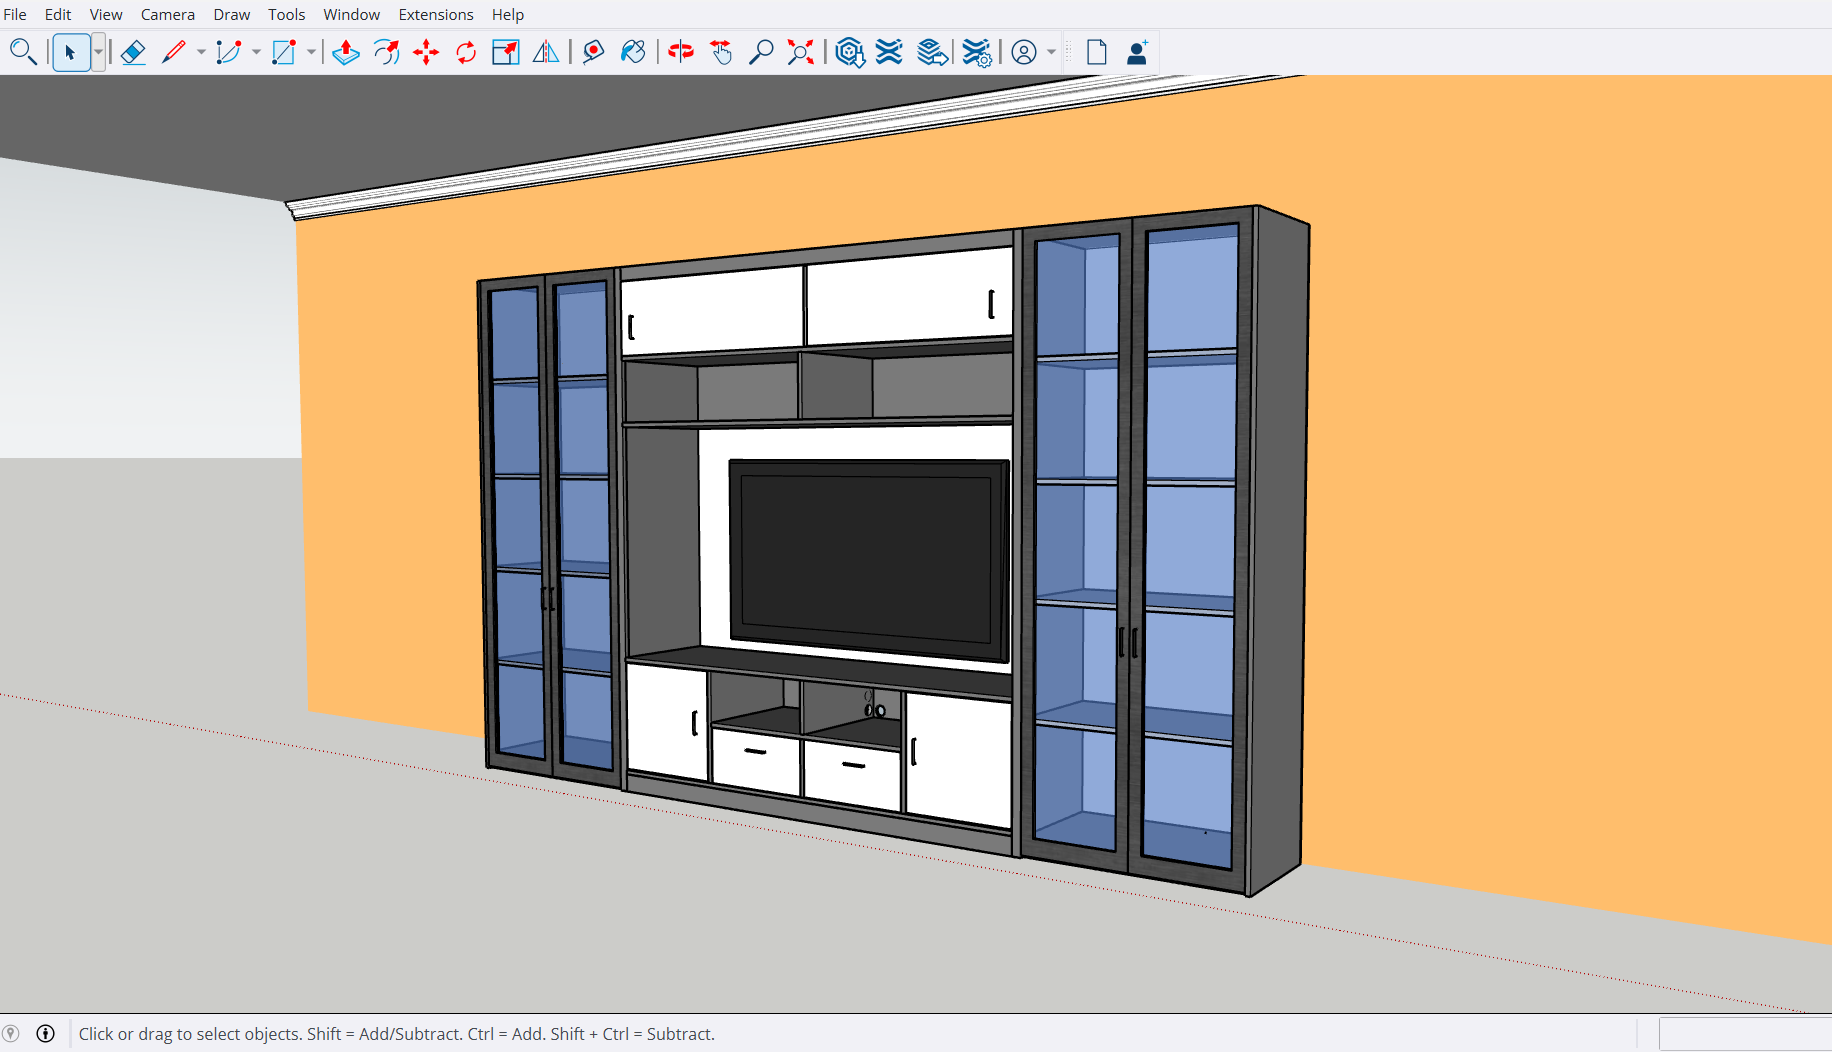 File Edit View Camera Draw Tools Window Extensions Help
Click or drag to select objects. Shift = Add/Subtract. Ctrl = Add. Shift + Ctrl = Subtract.